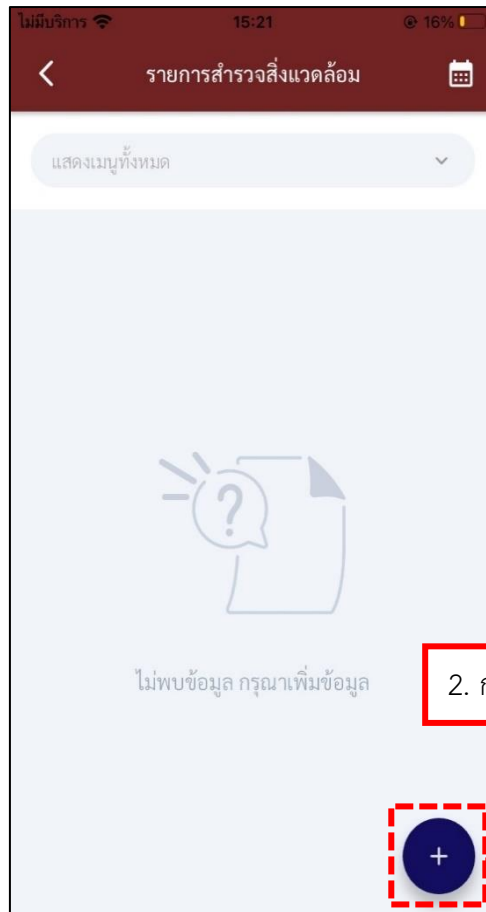 ไม่มีบริการ 15:21 16%
รายการสำรวจสิ่งแวดล้อม
แสดงเมนูทั้งหมด
?
ไม่พบข้อมูล กรุณาเพิ่มข้อมูล
2.
+